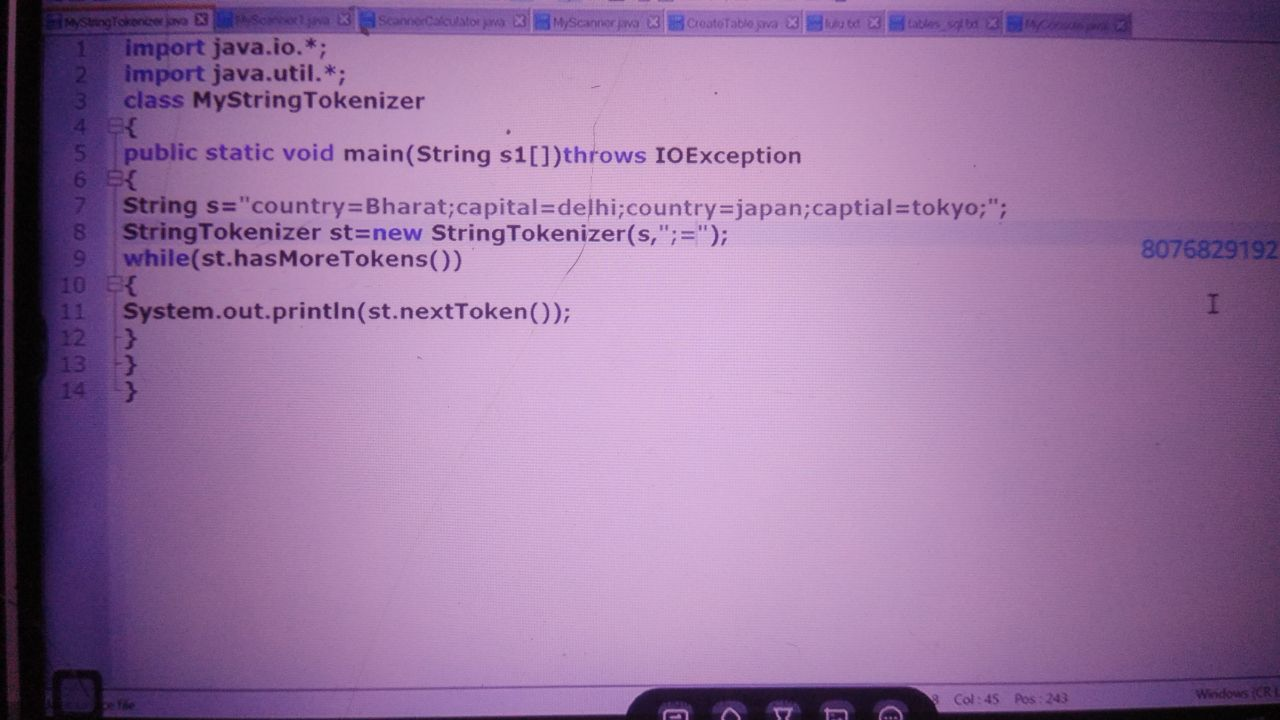 MyStringTokenizer.java MyScanner1.java ScannerCalculator.java MyScanner.java CreateTable.java lulu.txt tables_sql.txt MyConsole.java
1 import java.io.*;
2 import java.util.*;
3 class MyStringTokenizer
4 {
5 public static void main(String s1[])throws IOException
6 {
7 String s="country=Bharat;capital=delhi;country=japan;captial=tokyo;";
8 StringTokenizer st=new StringTokenizer(s,";=");
8076829192
9 while(st.hasMoreTokens())
10 {
11 System.out.println(st.nextToken());
12 }
13 }
14 }
file Col : 45 Pos : 243 Windows (CR